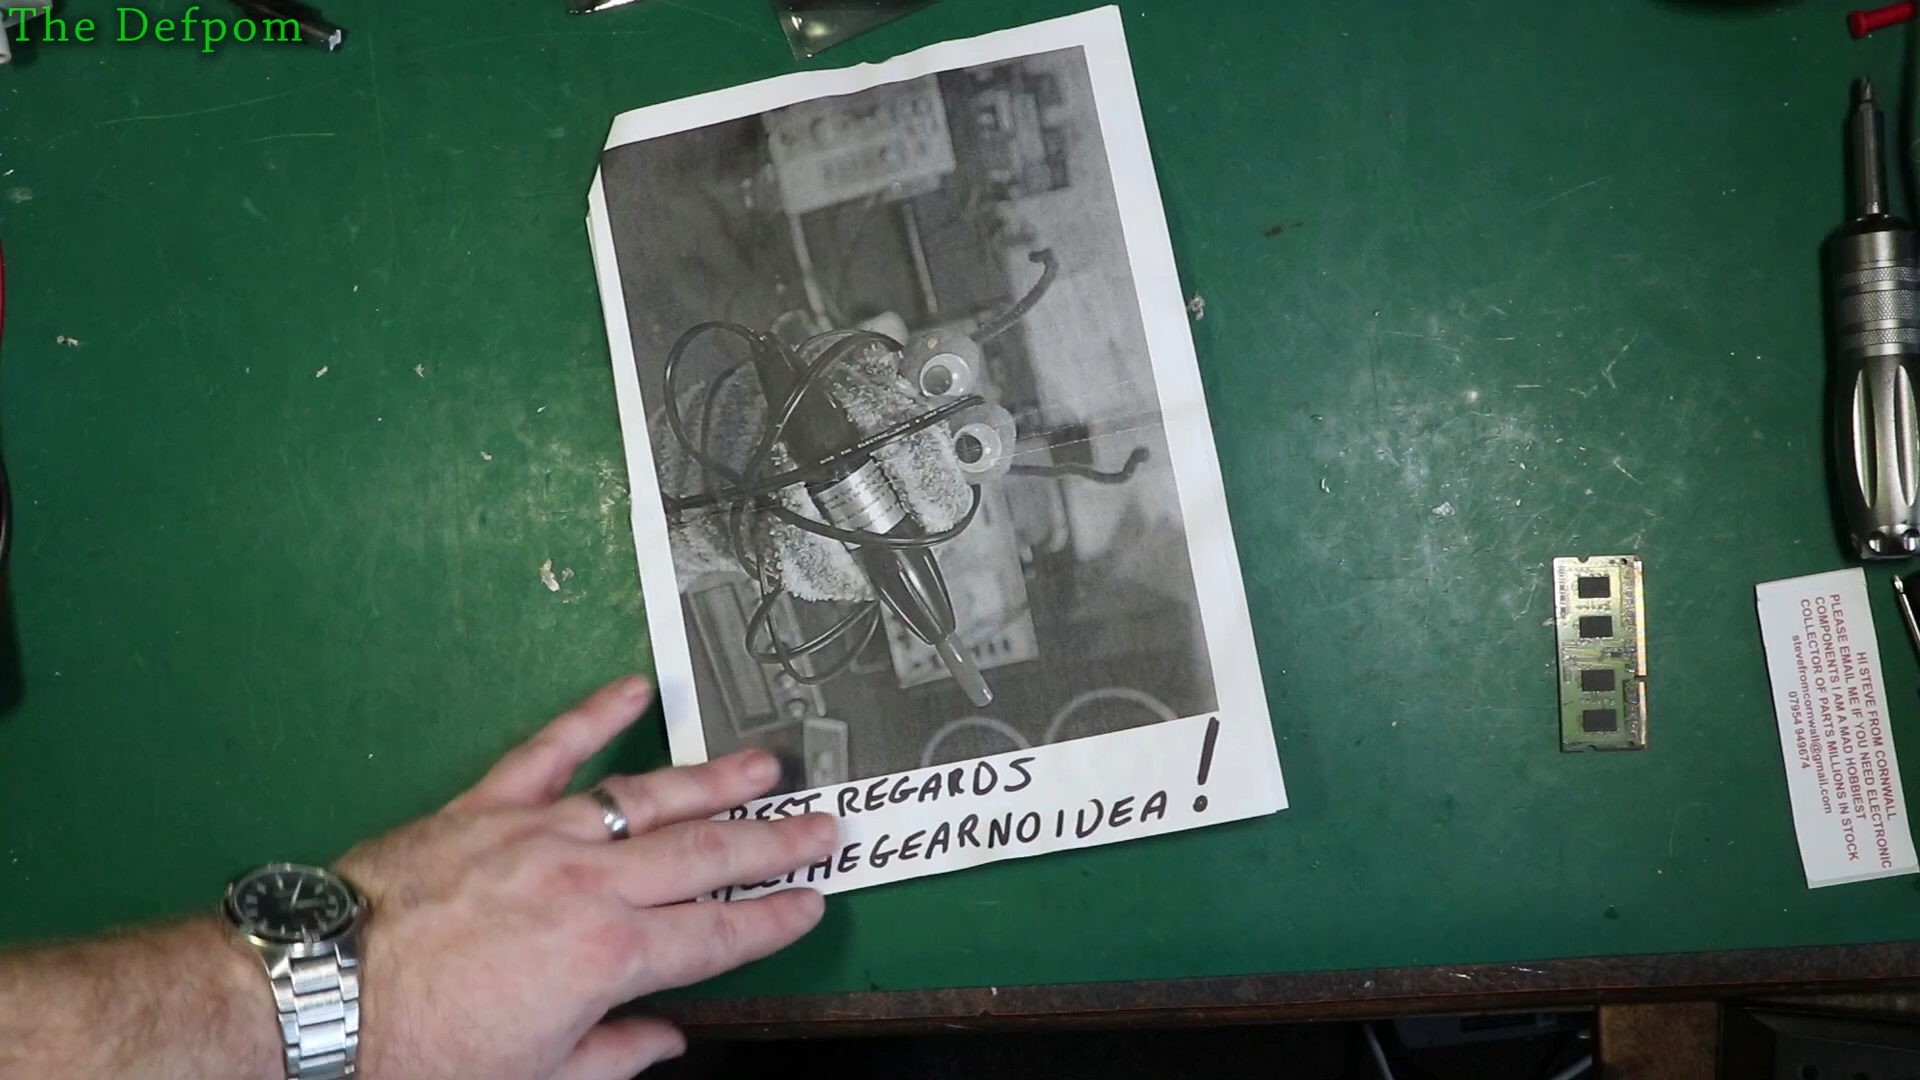 The Defpom
BEST REGARDS
THEGEARNOIDEA!
HI STEVE FROM CORNWALL
PLEASE EMAIL ME IF YOU NEED ELECTRONIC
COMPONENTS I AM A MAD HOBBIEST
COLLECTOR OF PARTS MILLIONS IN STOCK
stevefromcornwall@gmail.com
07954 949674